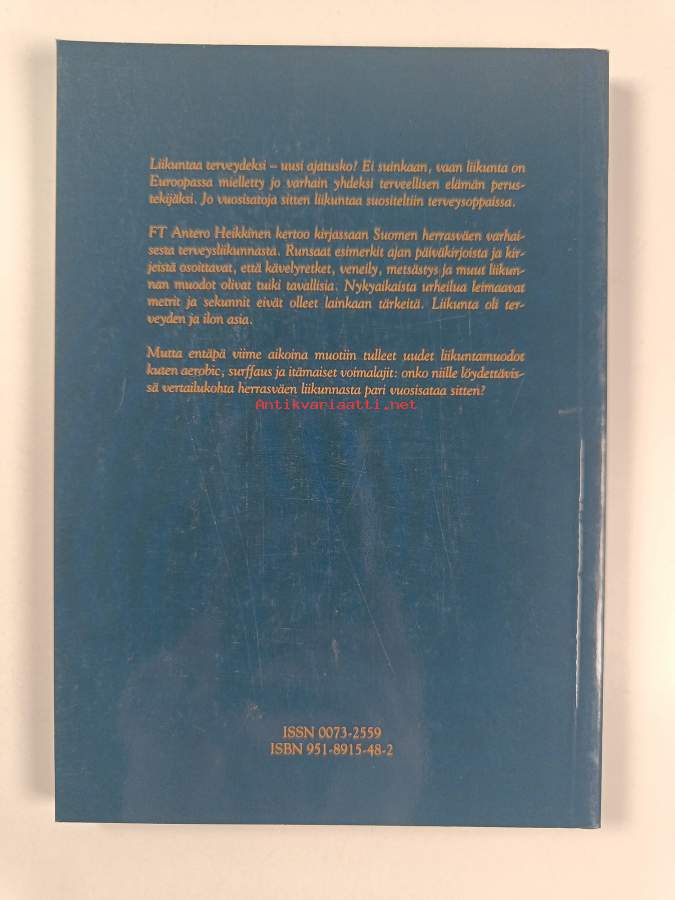 Liikuntaa terveydeksi – uusi ajatusko? Ei suinkaan, vaan liikunta on
Euroopassa mielletty jo varhain yhdeksi terveellisen elämän perus-
tekijäksi. Jo vuosisatoja sitten liikuntaa suositeltiin terveysoppaissa.
FT Antero Heikkinen kertoo kirjassaan Suomen herrasväen varhai-
sesta terveysliikunnasta. Runsaat esimerkit ajan päiväkirjoista ja kir-
jeistä osoittavat, että kävelyretket, veneily, metsästys ja muut liikun-
nan muodot olivat tuiki tavallisia. Nykyaikaista urheilua leimaavat
metrit ja sekunnit eivät olleet lainkaan tärkeitä. Liikunta oli ter-
veyden ja ilon asia.
Mutta entäpä viime aikoina muotiin tulleet uudet liikuntamuodot
kuten aerobic, surffaus ja itämaiset voimalajit: onko niille löydettävis-
sä vertailukohta herrasväen liikunnasta pari vuosisataa sitten?
Antikvariaatti.net
ISSN 0073-2559
ISBN 951-8915-48-2